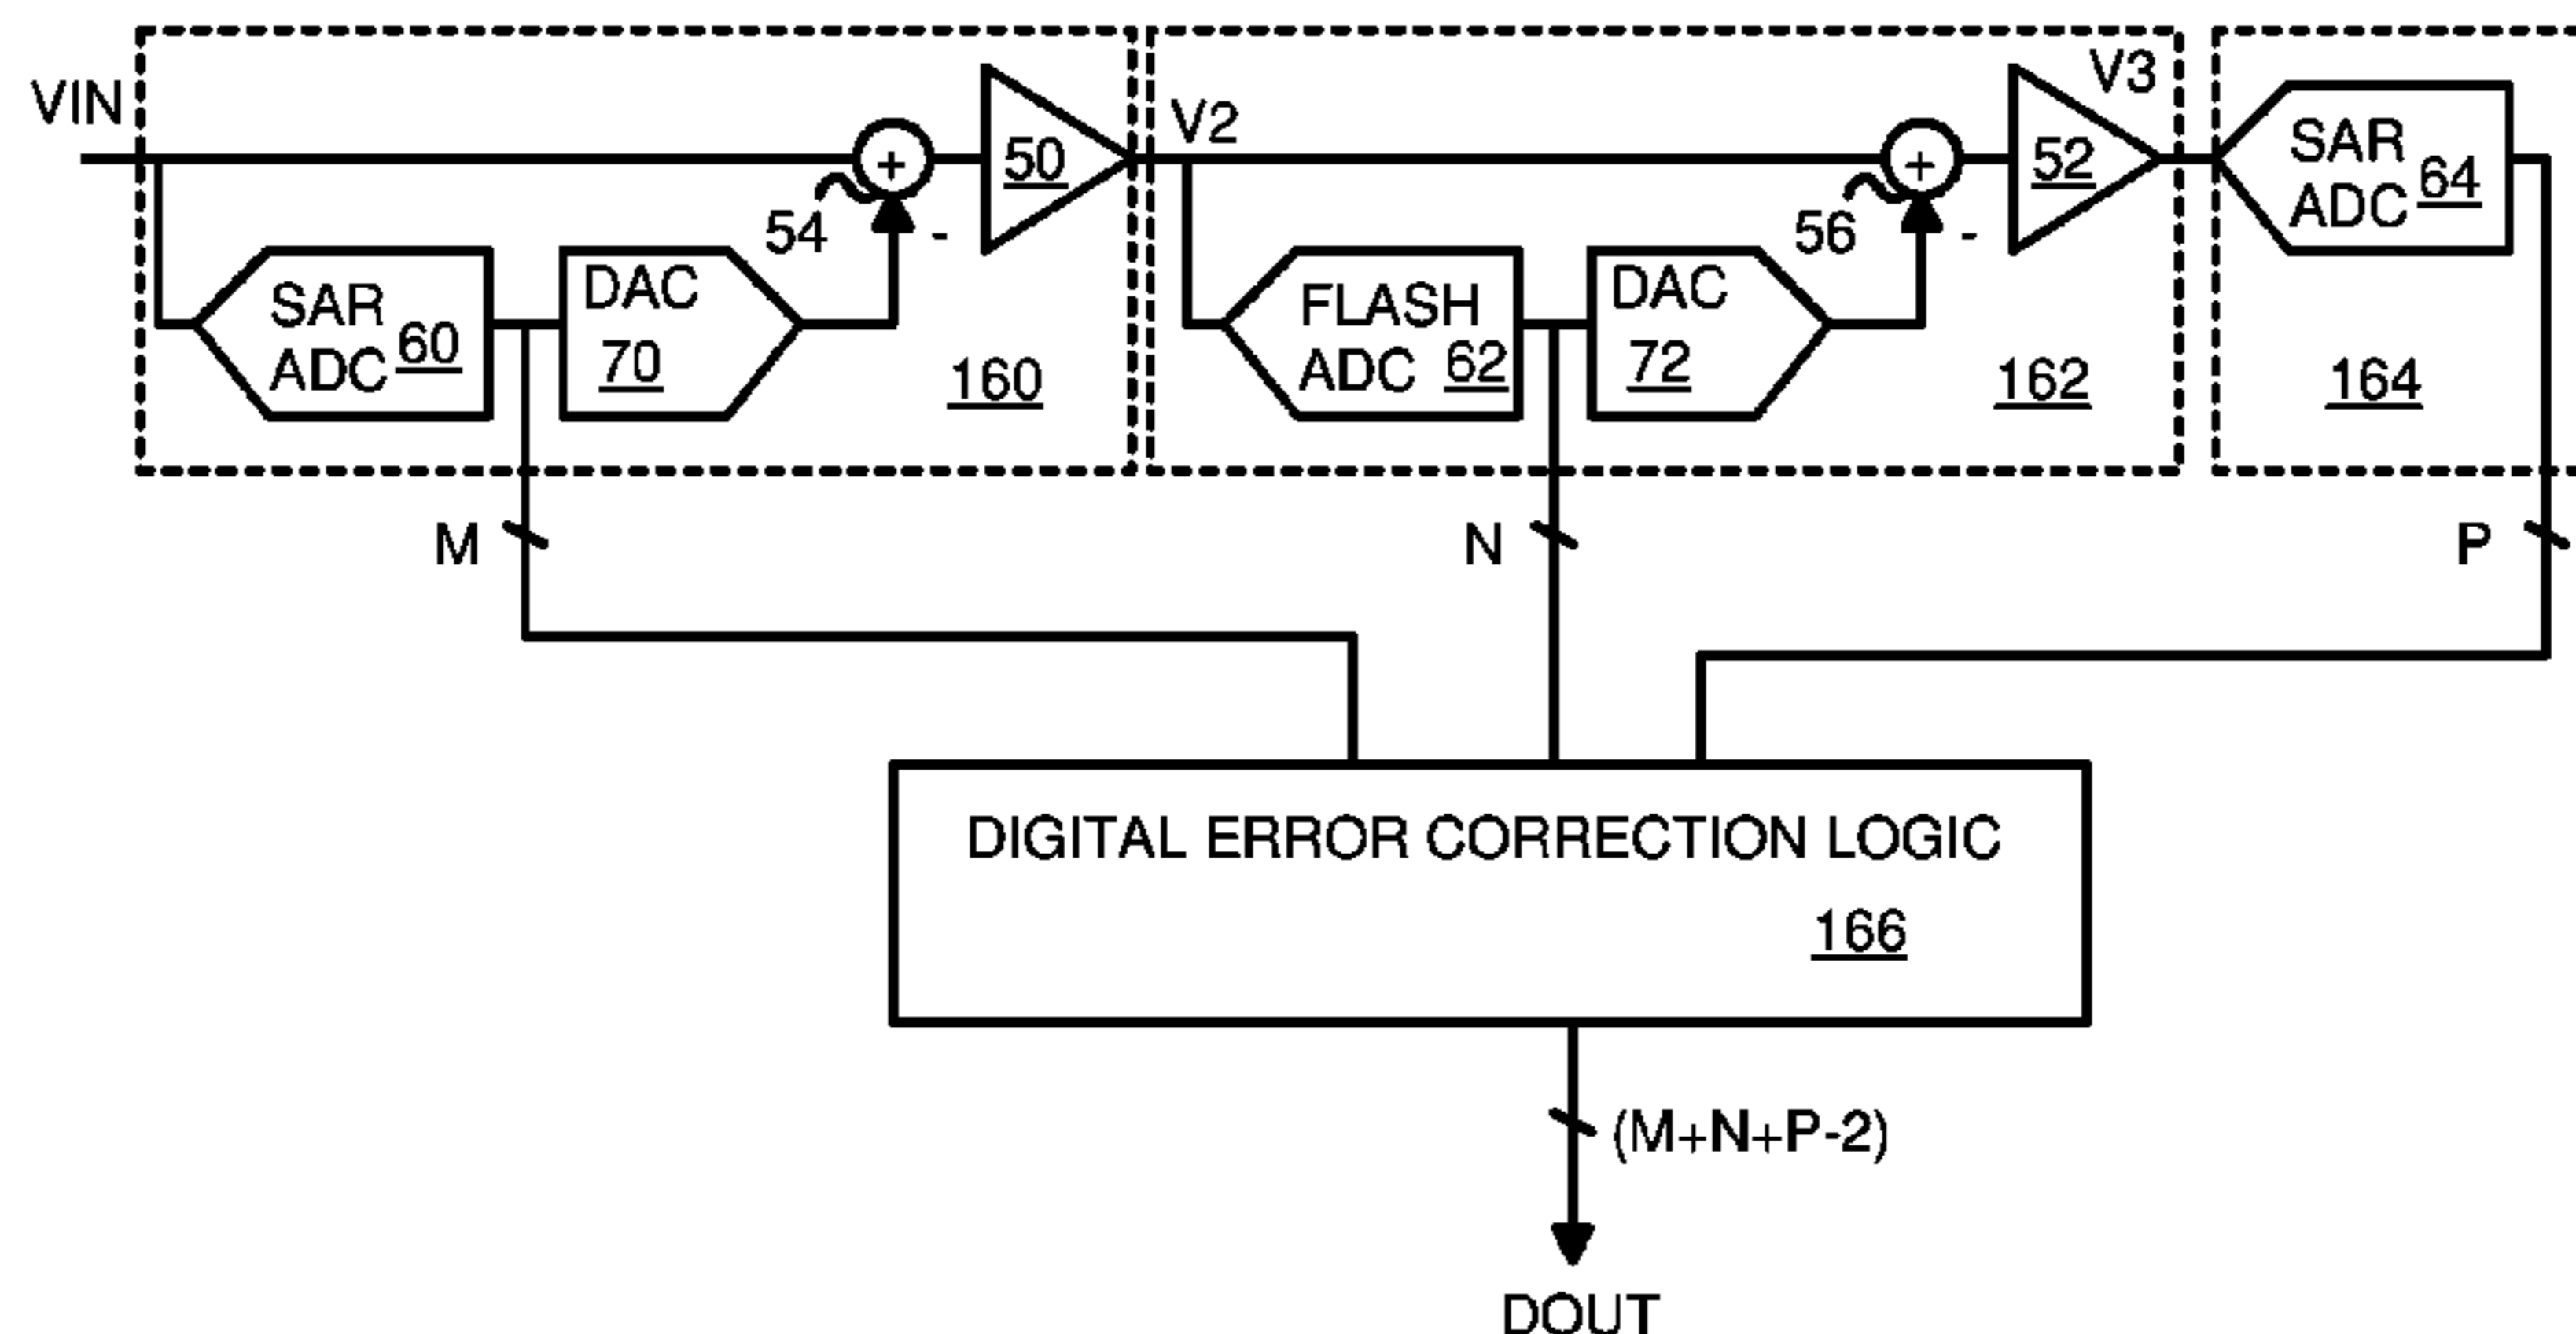 VIN
V2
V3
50
52
54
56
-
-
+
+
SAR
ADC 60
DAC
70
160
FLASH
ADC 62
DAC
72
162
SAR
ADC 64
164
M
N
P
DIGITAL ERROR CORRECTION LOGIC
166
(M+N+P-2)
DOUT